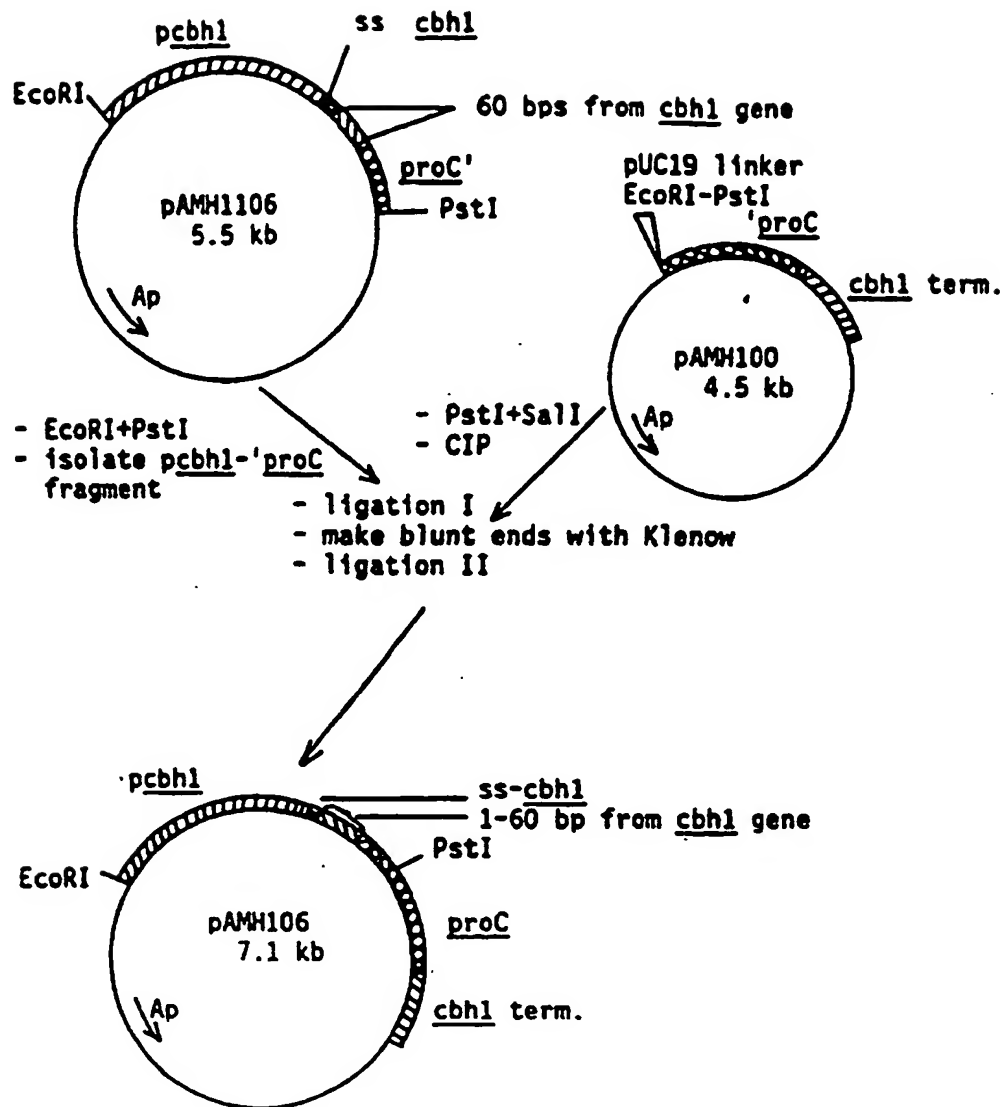 pcbh1
ss cbh1
EcoRI
60 bps from cbh1 gene
proC'
PstI
pAMH1106
5.5 kb
Ap
pUC19 linker
EcoRI-PstI
'proC
cbh1 term.
pAMH100
4.5 kb
Ap
- EcoRI+PstI
- isolate pcbh1-'proC
fragment
- PstI+SalI
- CIP
- ligation I
- make blunt ends with Klenow
- ligation II
pcbh1
ss-cbh1
1-60 bp from cbh1 gene
PstI
EcoRI
pAMH106
7.1 kb
proC
Ap
cbh1 term.